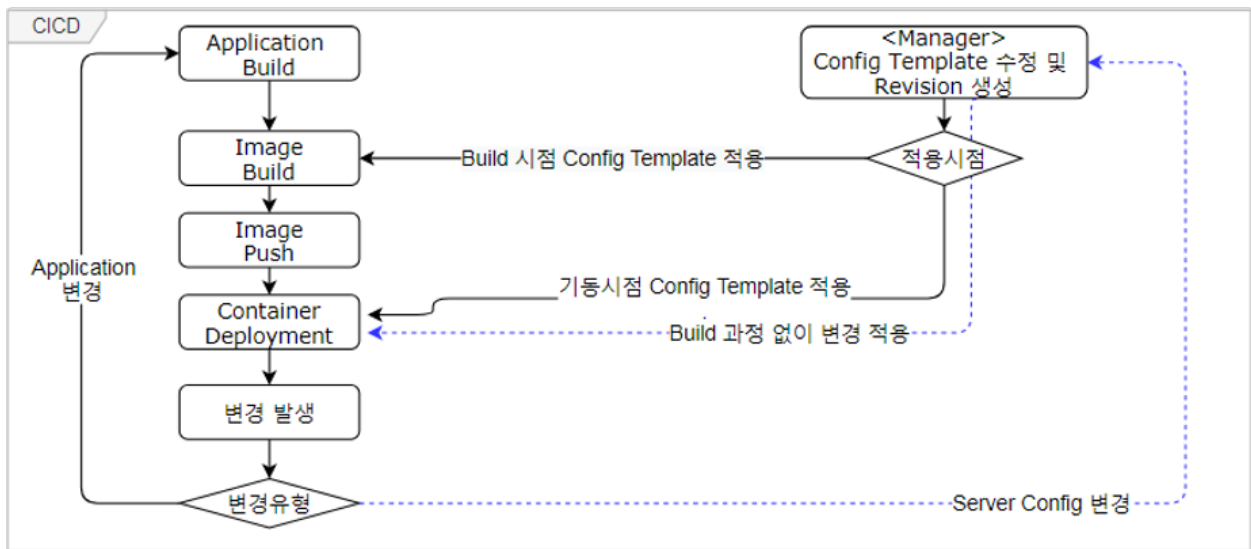 CICD
Application
Build
<Manager>
Config Template 수정 및
Revision 생성
Image
Build
Build 시점 Config Template 적용
적용시점
Image
Push
Application
변경
기동시점 Config Template 적용
Container
Deployment
Build 과정 없이 변경 적용
변경 발생
변경유형
Server Config 변경